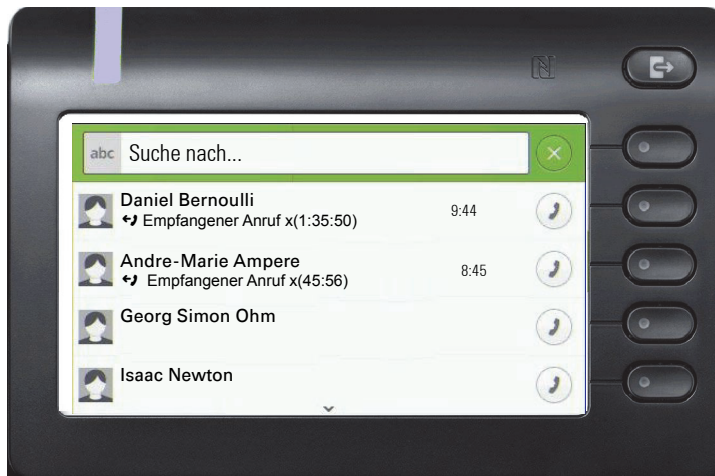 abc Suche nach...
Daniel Bernoulli 9:44
Empfangener Anruf x(1:35:50)
Andre-Marie Ampere 8:45
Empfangener Anruf x(45:56)
Georg Simon Ohm
Isaac Newton